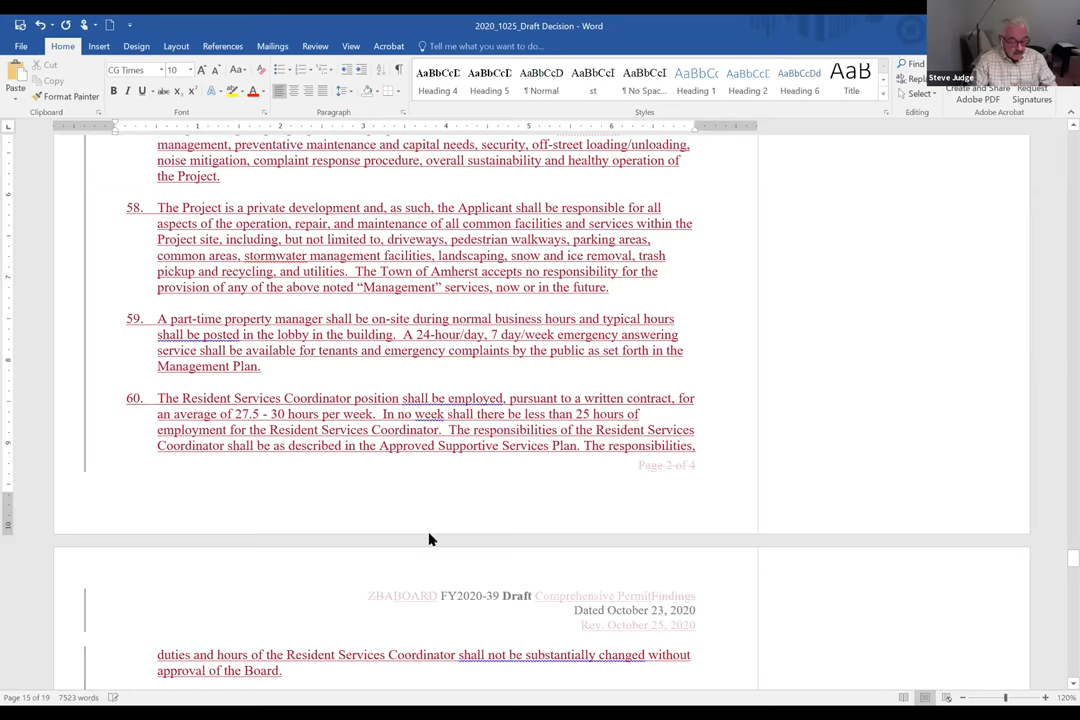 2020_1025_Draft Decision - Word
Steve Judge
File Home Insert Design Layout References Mailings Review View Acrobat Tell me what you want to do...
Cut
Copy
Format Painter
Paste
CG Times 10
AaBbCcD AaBbCcD AaBbCcD AaBbCcI AaBbCcI AaBbCc AaBbCc AaBbCcD AaB
Heading 4 Heading 5 ¶ Normal st ¶ No Spac... Heading 1 Heading 2 Heading 6 Title
Find
Repl
Select
Create and Share Request
Adobe PDF Signatures
Clipboard Font Paragraph Styles Editing Adobe Acrobat
management, preventative maintenance and capital needs, security, off-street loading/unloading,
noise mitigation, complaint response procedure, overall sustainability and healthy operation of
the Project.
58. The Project is a private development and, as such, the Applicant shall be responsible for all
aspects of the operation, repair, and maintenance of all common facilities and services within the
Project site, including, but not limited to, driveways, pedestrian walkways, parking areas,
common areas, stormwater management facilities, landscaping, snow and ice removal, trash
pickup and recycling, and utilities. The Town of Amherst accepts no responsibility for the
provision of any of the above noted “Management” services, now or in the future.
59. A part-time property manager shall be on-site during normal business hours and typical hours
shall be posted in the lobby in the building. A 24-hour/day, 7 day/week emergency answering
service shall be available for tenants and emergency complaints by the public as set forth in the
Management Plan.
60. The Resident Services Coordinator position shall be employed, pursuant to a written contract, for
an average of 27.5 - 30 hours per week. In no week shall there be less than 25 hours of
employment for the Resident Services Coordinator. The responsibilities of the Resident Services
Coordinator shall be as described in the Approved Supportive Services Plan. The responsibilities,
Page 2 of 4
ZBABOARD FY2020-39 Draft Comprehensive PermitFindings
Dated October 23, 2020
Rev. October 25, 2020
duties and hours of the Resident Services Coordinator shall not be substantially changed without
approval of the Board.
Page 15 of 19 7523 words 120%